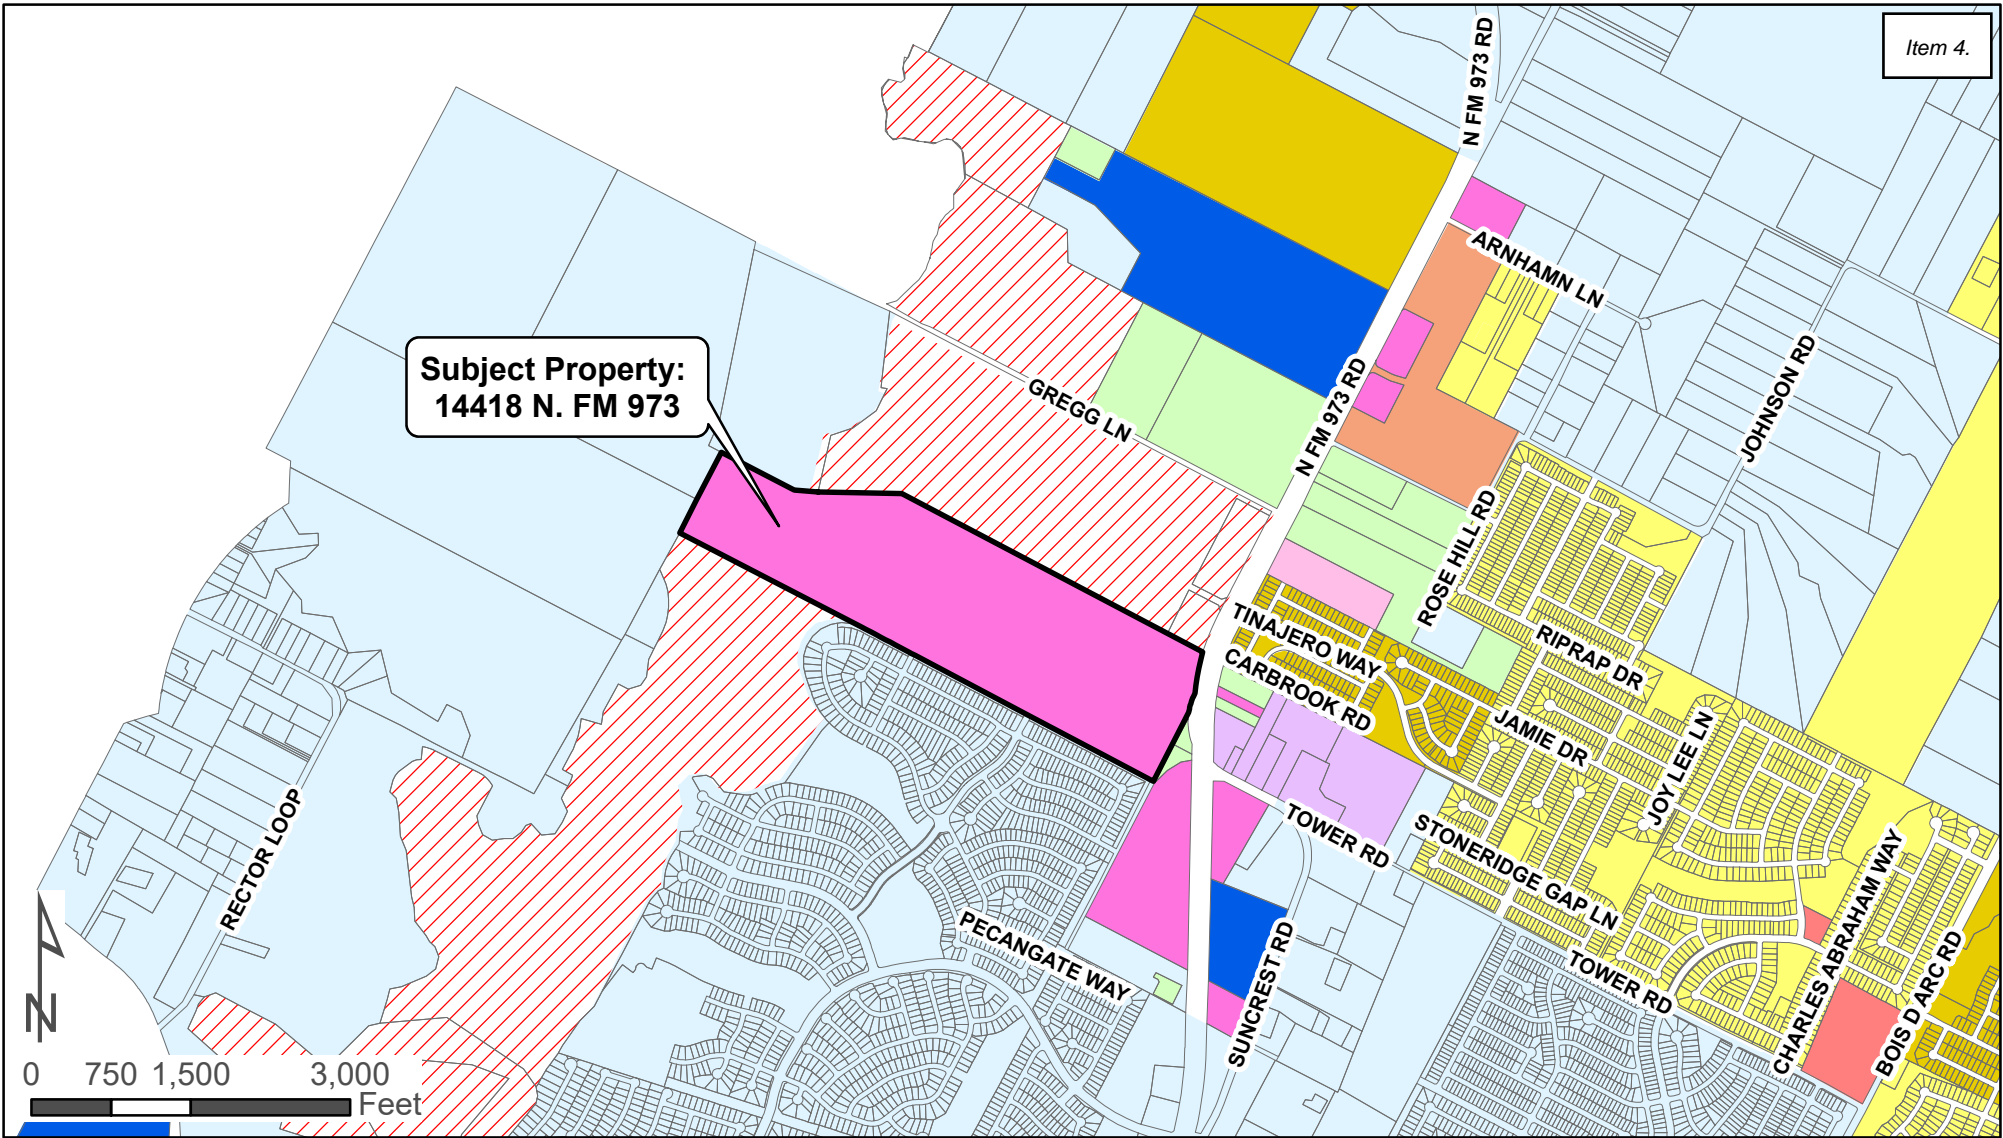 Item 4.
N FM 973 RD
ARNHAMN LN
JOHNSON RD
Subject Property:
14418 N. FM 973
GREGG LN
N FM 973 RD
ROSE HILL RD
TINAJERO WAY
RIPRAP DR
CARBROOK RD
JAMIE DR
JOY LEE LN
RECTOR LOOP
TOWER RD
STONERIDGE GAP LN
CHARLES ABRAHAM WAY
PECANGATE WAY
SUNCREST RD
TOWER RD
BOIS D ARC RD
N
0 750 1,500 3,000
Feet